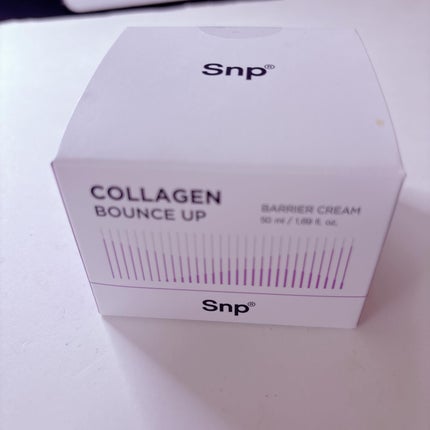 Snp®
COLLAGEN
BOUNCE UP
BARRIER CREAM
50 ml / 1.69 fl. oz.
Snp®